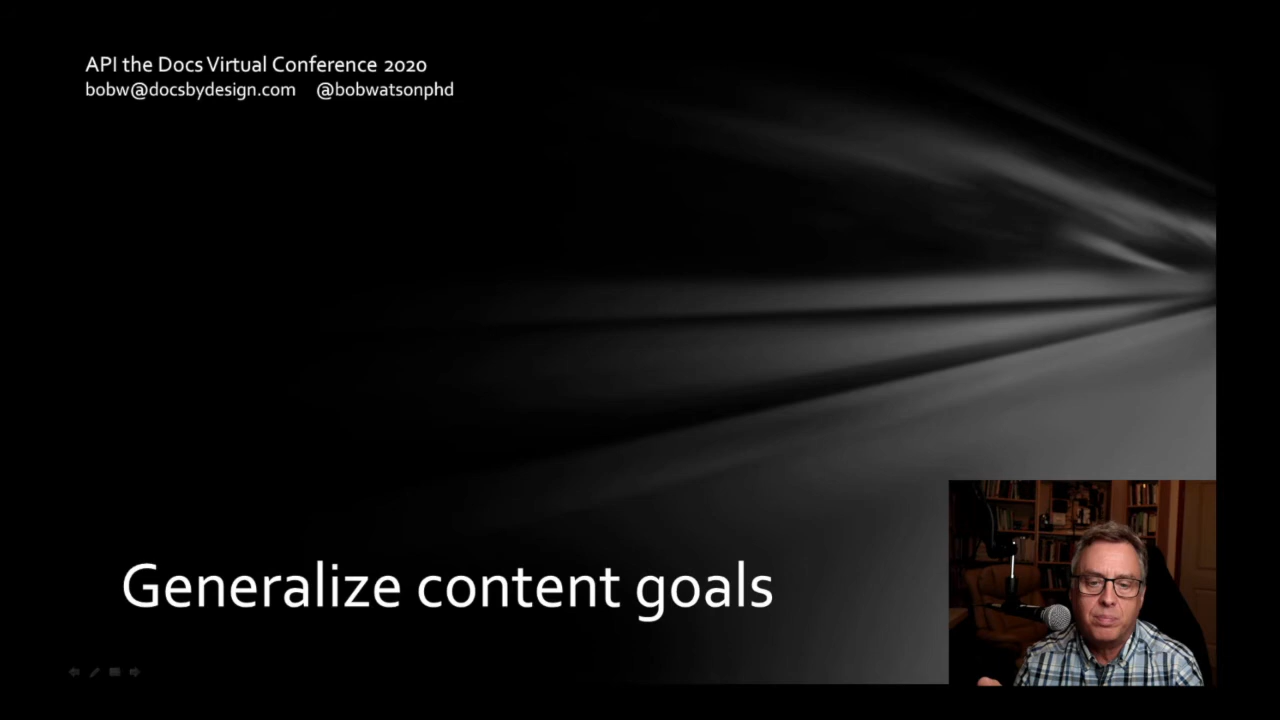 API the Docs Virtual Conference 2020
bobw@docsbydesign.com @bobwatsonphd
Generalize content goals